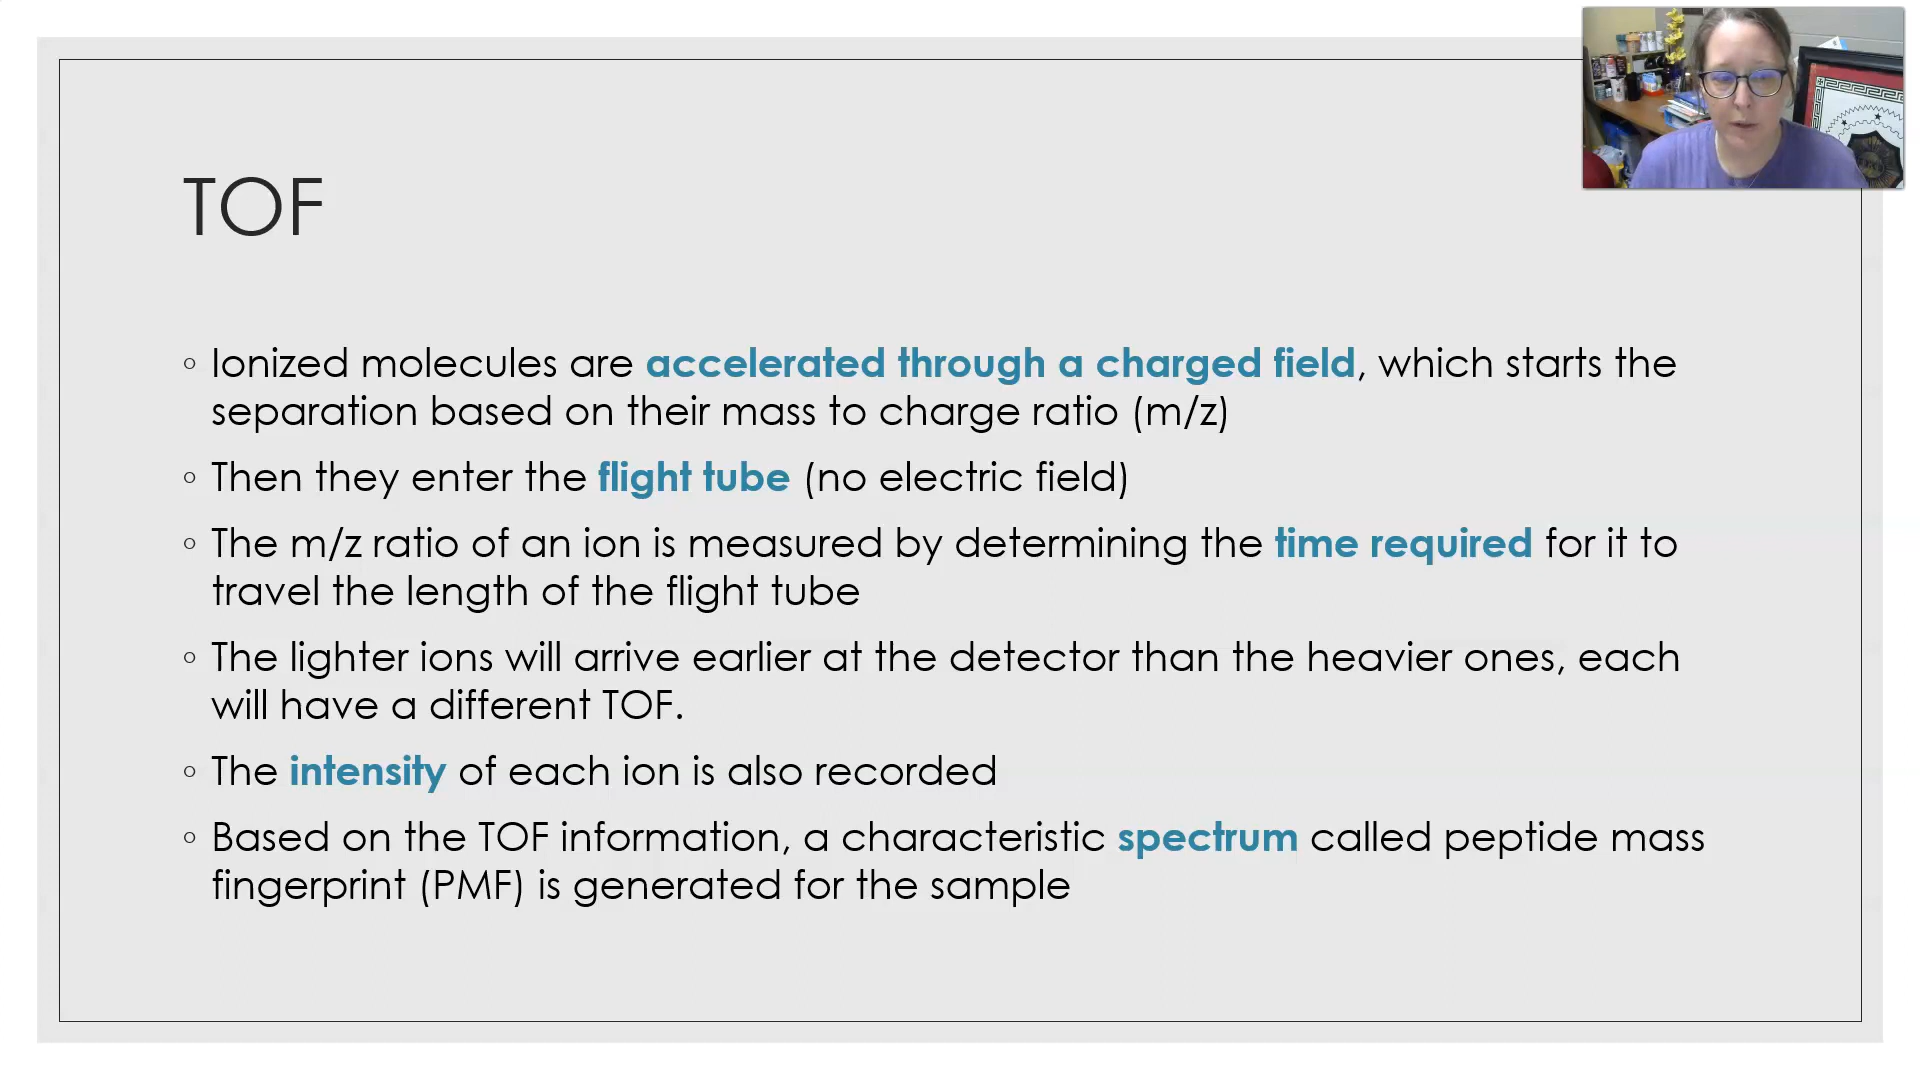 TOF
◦ Ionized molecules are accelerated through a charged field, which starts the
separation based on their mass to charge ratio (m/z)
◦ Then they enter the flight tube (no electric field)
◦ The m/z ratio of an ion is measured by determining the time required for it to
travel the length of the flight tube
◦ The lighter ions will arrive earlier at the detector than the heavier ones, each
will have a different TOF.
◦ The intensity of each ion is also recorded
◦ Based on the TOF information, a characteristic spectrum called peptide mass
fingerprint (PMF) is generated for the sample